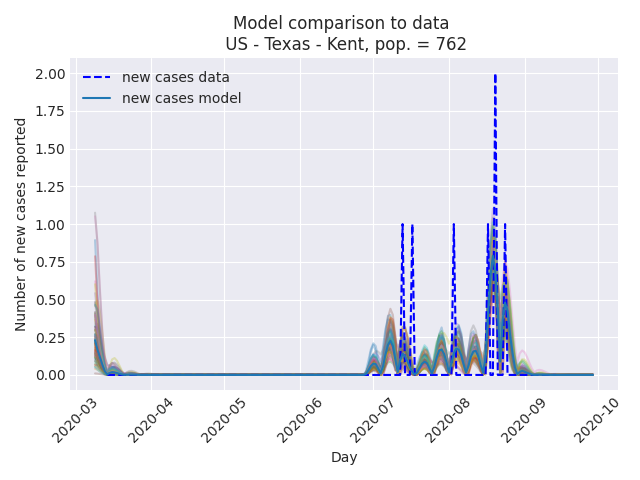 Model comparison to data
US - Texas - Kent, pop. = 762
new cases data
new cases model
Number of new cases reported
2.00
1.75
1.50
1.25
1.00
0.75
0.50
0.25
0.00
2020-03
2020-04
2020-05
2020-06
2020-07
2020-08
2020-09
2020-10
Day